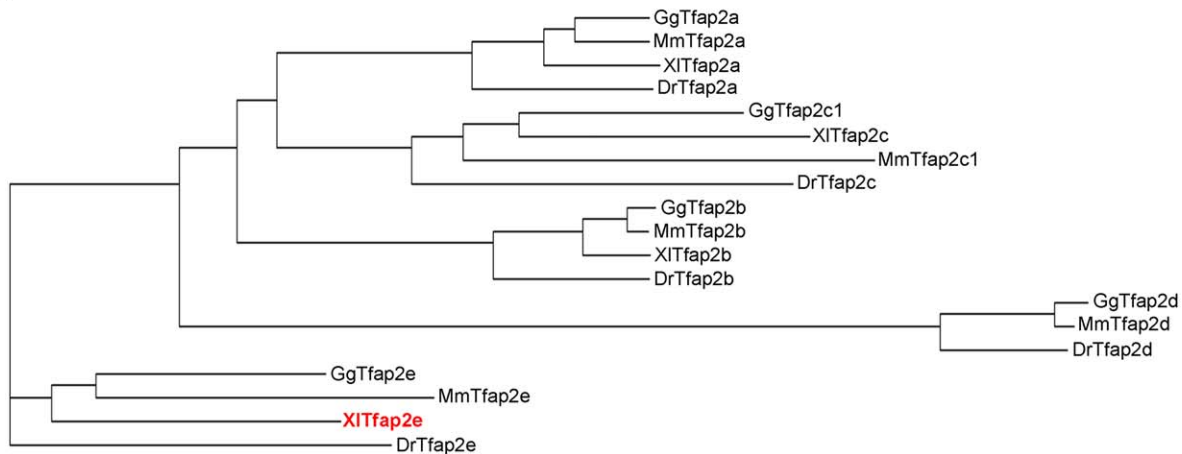 GgTfap2a
MmTfap2a
XlTfap2a
DrTfap2a
GgTfap2c1
XlTfap2c
MmTfap2c1
DrTfap2c
GgTfap2b
MmTfap2b
XlTfap2b
DrTfap2b
GgTfap2d
MmTfap2d
DrTfap2d
GgTfap2e
MmTfap2e
XlTfap2e
DrTfap2e